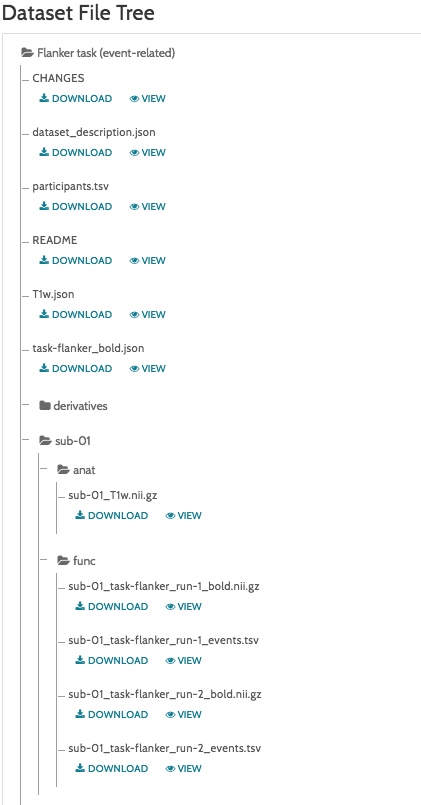 Dataset File Tree
Flanker task (event-related)
CHANGES
DOWNLOAD VIEW
dataset_description.json
DOWNLOAD VIEW
participants.tsv
DOWNLOAD VIEW
README
DOWNLOAD VIEW
T1w.json
DOWNLOAD VIEW
task-flanker_bold.json
DOWNLOAD VIEW
derivatives
sub-01
anat
sub-01_T1w.nii.gz
DOWNLOAD VIEW
func
sub-01_task-flanker_run-1_bold.nii.gz
DOWNLOAD VIEW
sub-01_task-flanker_run-1_events.tsv
DOWNLOAD VIEW
sub-01_task-flanker_run-2_bold.nii.gz
DOWNLOAD VIEW
sub-01_task-flanker_run-2_events.tsv
DOWNLOAD VIEW